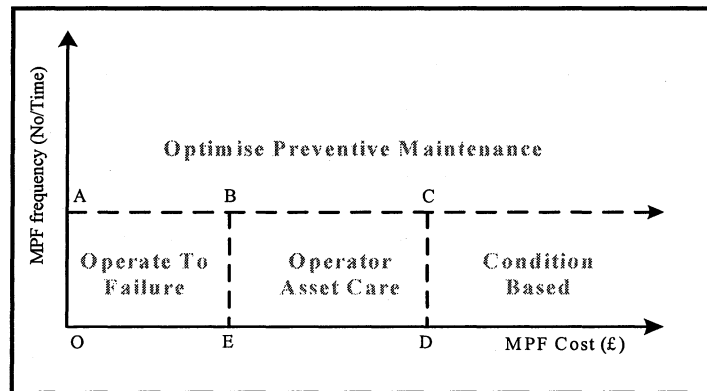 MPF frequency (No/Time)
Optimise Preventive Maintenance
A
B
C
Operate To
Failure
Operator
Asset Care
Condition
Based
O
E
D
MPF Cost (£)